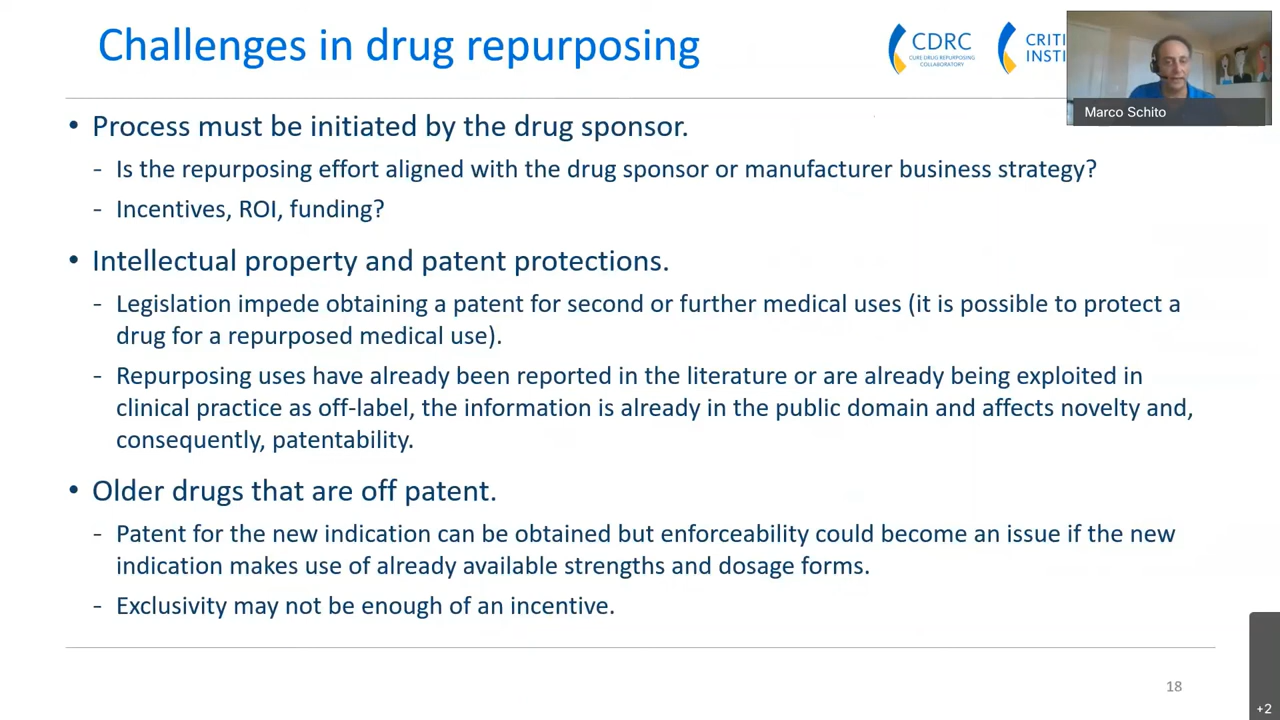 Challenges in drug repurposing
CDRC
CURE DRUG REPURPOSING
COLLABORATORY
CRITI
INSTI
Marco Schito
• Process must be initiated by the drug sponsor.
- Is the repurposing effort aligned with the drug sponsor or manufacturer business strategy?
- Incentives, ROI, funding?
• Intellectual property and patent protections.
- Legislation impede obtaining a patent for second or further medical uses (it is possible to protect a
drug for a repurposed medical use).
- Repurposing uses have already been reported in the literature or are already being exploited in
clinical practice as off-label, the information is already in the public domain and affects novelty and,
consequently, patentability.
• Older drugs that are off patent.
- Patent for the new indication can be obtained but enforceability could become an issue if the new
indication makes use of already available strengths and dosage forms.
- Exclusivity may not be enough of an incentive.
18
+2